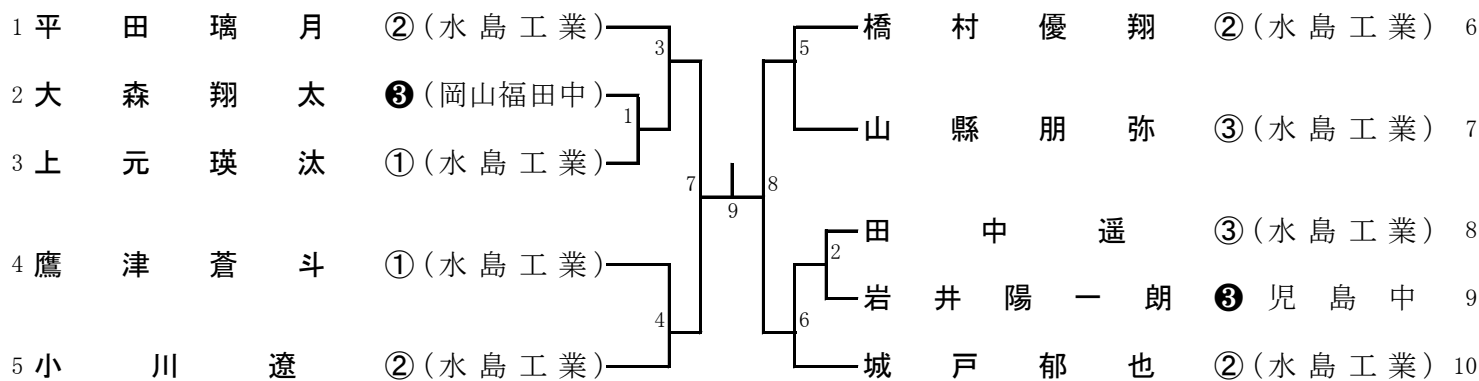 1 平田璃月 ②(水島工業)
2 大森翔太 ❸(岡山福田中)
3 上元瑛汰 ①(水島工業)
4 鷹津蒼斗 ①(水島工業)
5 小川遼 ②(水島工業)
3
1
7
4
9
5
8
2
6
橋村優翔 ②(水島工業) 6
山縣朋弥 ③(水島工業) 7
田中遥 ③(水島工業) 8
岩井陽一朗 ❸ 児島中 9
城戸郁也 ②(水島工業) 10